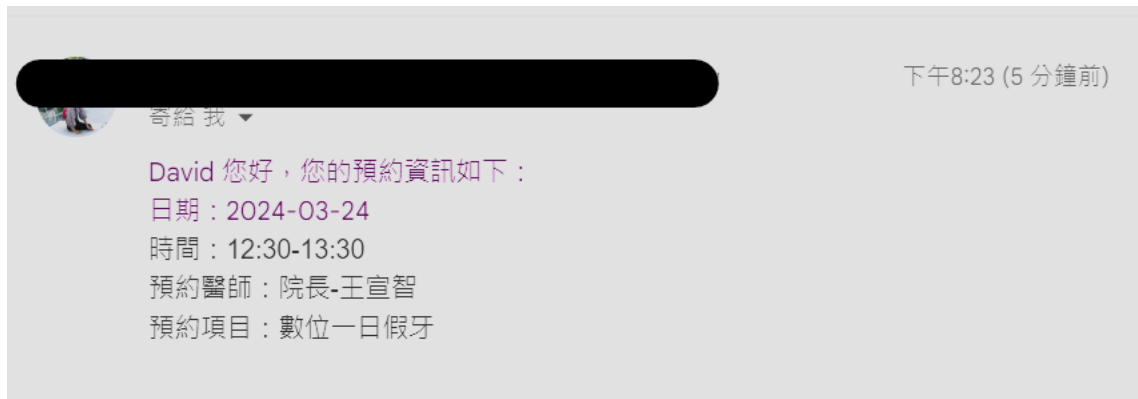 下午8:23 (5 分鐘前)
寄給 我
David 您好，您的預約資訊如下：
日期：2024-03-24
時間：12:30-13:30
預約醫師：院長-王宣智
預約項目：數位一日假牙